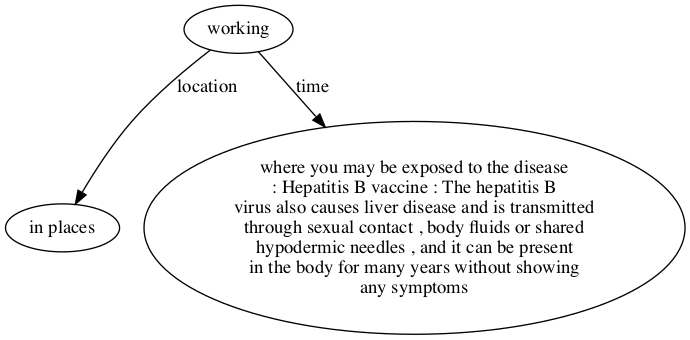 working
location
time
in places
where you may be exposed to the disease
: Hepatitis B vaccine : The hepatitis B
virus also causes liver disease and is transmitted
through sexual contact , body fluids or shared
hypodermic needles , and it can be present
in the body for many years without showing
any symptoms